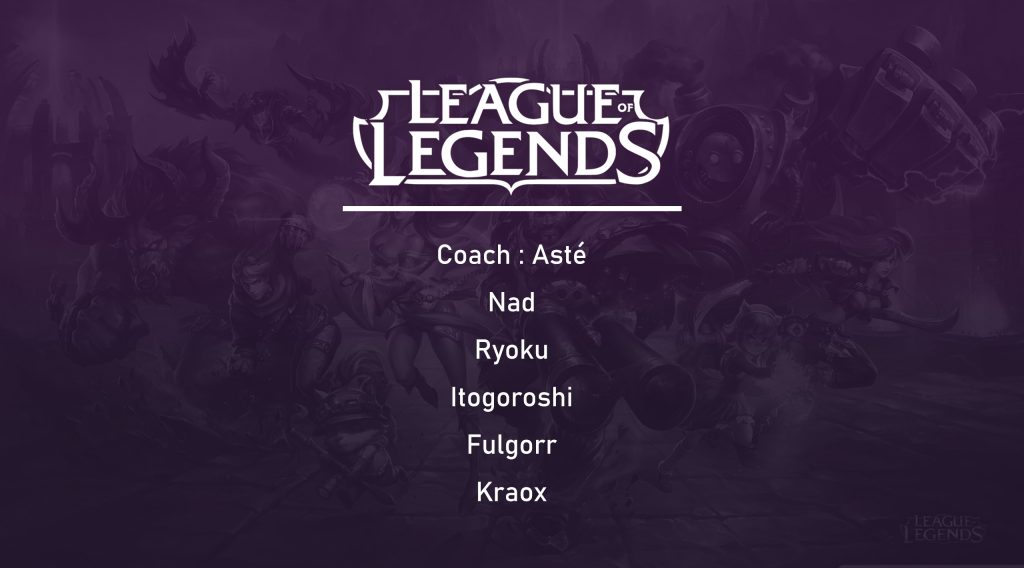 LEAGUE OF
LEGENDS
Coach : Asté
Nad
Ryoku
Itogoroshi
Fulgorr
Kraox
LEAGUE OF
LEGENDS